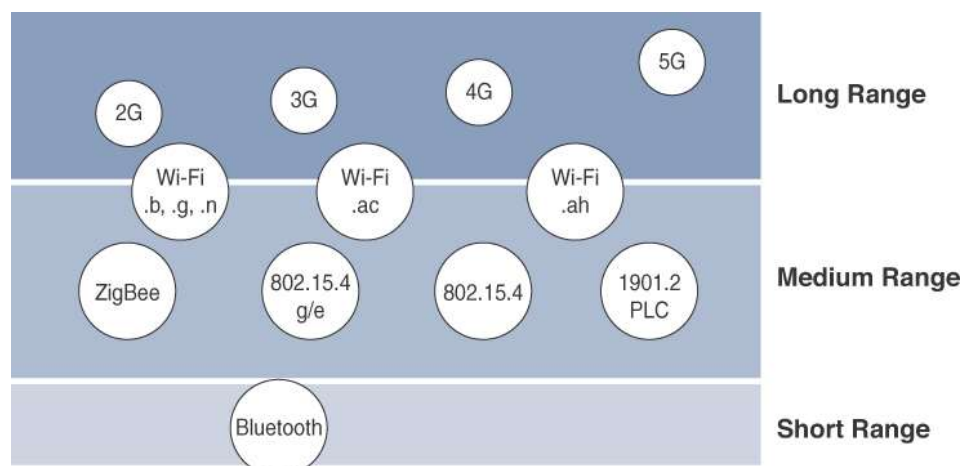 2G
3G
4G
5G
Long Range
Wi-Fi
.b, .g, .n
Wi-Fi
.ac
Wi-Fi
.ah
ZigBee
802.15.4
g/e
802.15.4
1901.2
PLC
Medium Range
Bluetooth
Short Range